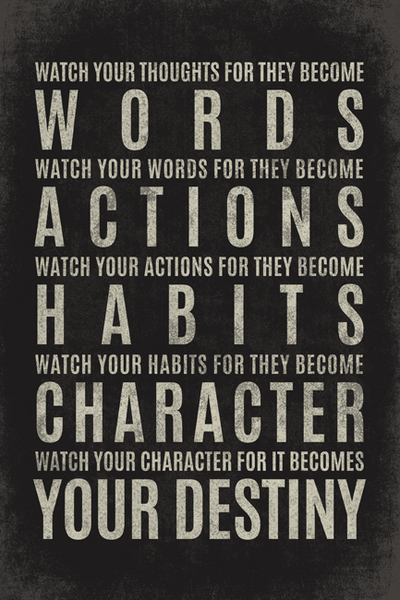 WATCH YOUR THOUGHTS FOR THEY BECOME
WORDS
WATCH YOUR WORDS FOR THEY BECOME
ACTIONS
WATCH YOUR ACTIONS FOR THEY BECOME
HABITS
WATCH YOUR HABITS FOR THEY BECOME
CHARACTER
WATCH YOUR CHARACTER FOR IT BECOMES
YOUR DESTINY